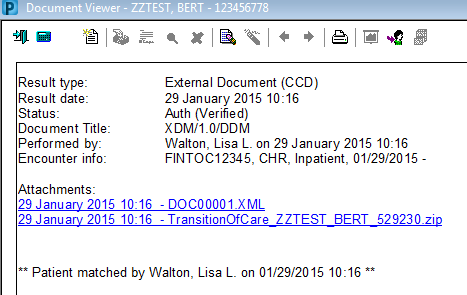 Document Viewer - ZZTEST, BERT - 123456778
Result type: External Document (CCD)
Result date: 29 January 2015 10:16
Status: Auth (Verified)
Document Title: XDM/1.0/DDM
Performed by: Walton, Lisa L. on 29 January 2015 10:16
Encounter info: FINTOC12345, CHR, Inpatient, 01/29/2015 -
Attachments:
29 January 2015 10:16 - DOC00001.XML
29 January 2015 10:16 - TransitionOfCare_ZZTEST_BERT_529230.zip
** Patient matched by Walton, Lisa L. on 01/29/2015 10:16 **